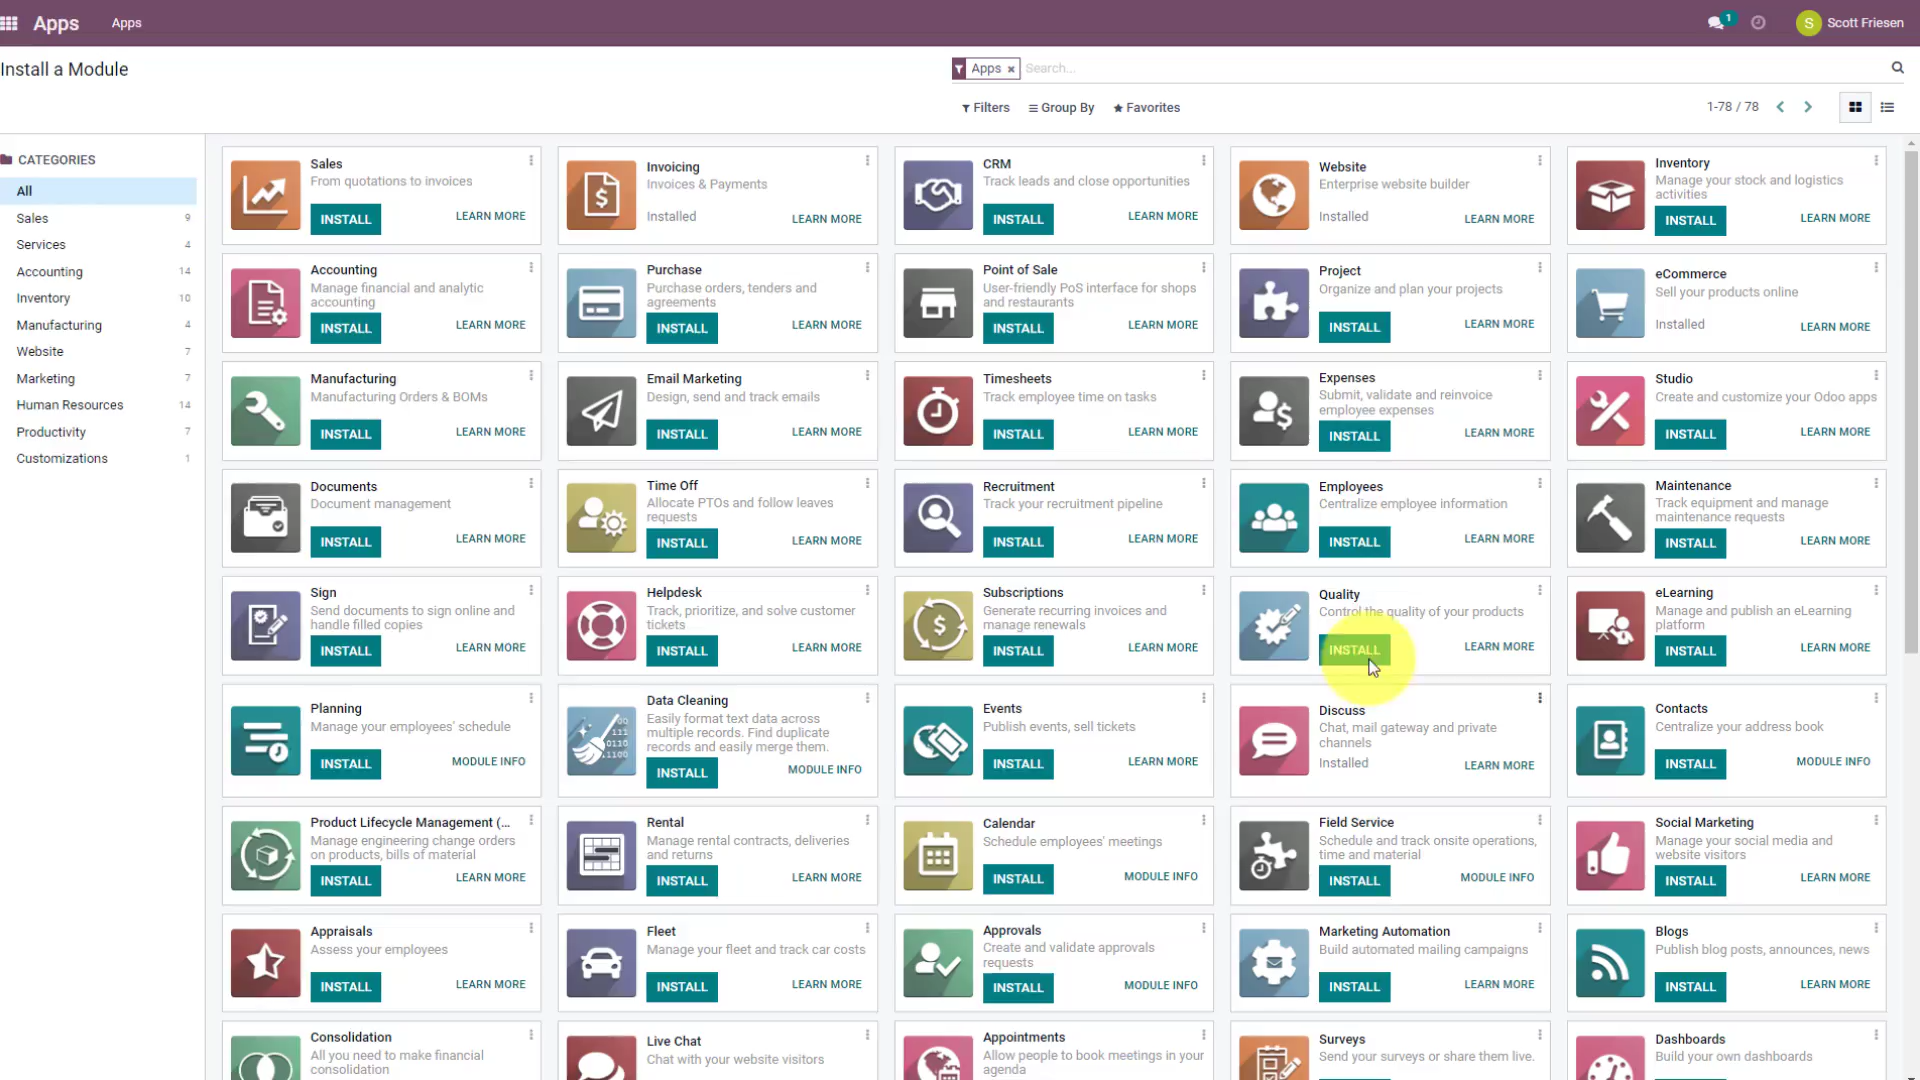 Apps
Apps
1
S
Scott Friesen
Install a Module
Apps
Search...
Filters
Group By
Favorites
1-78 / 78
CATEGORIES
All
Sales 9
Services 4
Accounting 14
Inventory 10
Manufacturing 4
Website 7
Marketing 7
Human Resources 14
Productivity 7
Customizations 1
Sales
From quotations to invoices
INSTALL
LEARN MORE
Invoicing
Invoices & Payments
Installed
LEARN MORE
CRM
Track leads and close opportunities
INSTALL
LEARN MORE
Website
Enterprise website builder
Installed
LEARN MORE
Inventory
Manage your stock and logistics
activities
INSTALL
LEARN MORE
Accounting
Manage financial and analytic
accounting
INSTALL
LEARN MORE
Purchase
Purchase orders, tenders and
agreements
INSTALL
LEARN MORE
Point of Sale
User-friendly PoS interface for shops
and restaurants
INSTALL
LEARN MORE
Project
Organize and plan your projects
INSTALL
LEARN MORE
eCommerce
Sell your products online
Installed
LEARN MORE
Manufacturing
Manufacturing Orders & BOMs
INSTALL
LEARN MORE
Email Marketing
Design, send and track emails
INSTALL
LEARN MORE
Timesheets
Track employee time on tasks
INSTALL
LEARN MORE
Expenses
Submit, validate and reinvoice
employee expenses
INSTALL
LEARN MORE
Studio
Create and customize your Odoo apps
INSTALL
LEARN MORE
Documents
Document management
INSTALL
LEARN MORE
Time Off
Allocate PTOs and follow leaves
requests
INSTALL
LEARN MORE
Recruitment
Track your recruitment pipeline
INSTALL
LEARN MORE
Employees
Centralize employee information
INSTALL
LEARN MORE
Maintenance
Track equipment and manage
maintenance requests
INSTALL
LEARN MORE
Sign
Send documents to sign online and
handle filled copies
INSTALL
LEARN MORE
Helpdesk
Track, prioritize, and solve customer
tickets
INSTALL
LEARN MORE
Subscriptions
Generate recurring invoices and
manage renewals
INSTALL
LEARN MORE
Quality
Control the quality of your products
INSTALL
LEARN MORE
eLearning
Manage and publish an eLearning
platform
INSTALL
LEARN MORE
Planning
Manage your employees' schedule
INSTALL
MODULE INFO
Data Cleaning
Easily format text data across
multiple records. Find duplicate
records and easily merge them.
INSTALL
MODULE INFO
Events
Publish events, sell tickets
INSTALL
LEARN MORE
Discuss
Chat, mail gateway and private
channels
Installed
LEARN MORE
Contacts
Centralize your address book
INSTALL
MODULE INFO
Product Lifecycle Management (...
Manage engineering change orders
on products, bills of material
INSTALL
LEARN MORE
Rental
Manage rental contracts, deliveries
and returns
INSTALL
LEARN MORE
Calendar
Schedule employees' meetings
INSTALL
MODULE INFO
Field Service
Schedule and track onsite operations,
time and material
INSTALL
MODULE INFO
Social Marketing
Manage your social media and
website visitors
INSTALL
LEARN MORE
Appraisals
Assess your employees
INSTALL
LEARN MORE
Fleet
Manage your fleet and track car costs
INSTALL
LEARN MORE
Approvals
Create and validate approvals
requests
INSTALL
MODULE INFO
Marketing Automation
Build automated mailing campaigns
INSTALL
LEARN MORE
Blogs
Publish blog posts, announces, news
INSTALL
LEARN MORE
Consolidation
All you need to make financial
consolidation
Live Chat
Chat with your website visitors
Appointments
Allow people to book meetings in your
agenda
Surveys
Send your surveys or share them live.
Dashboards
Build your own dashboards